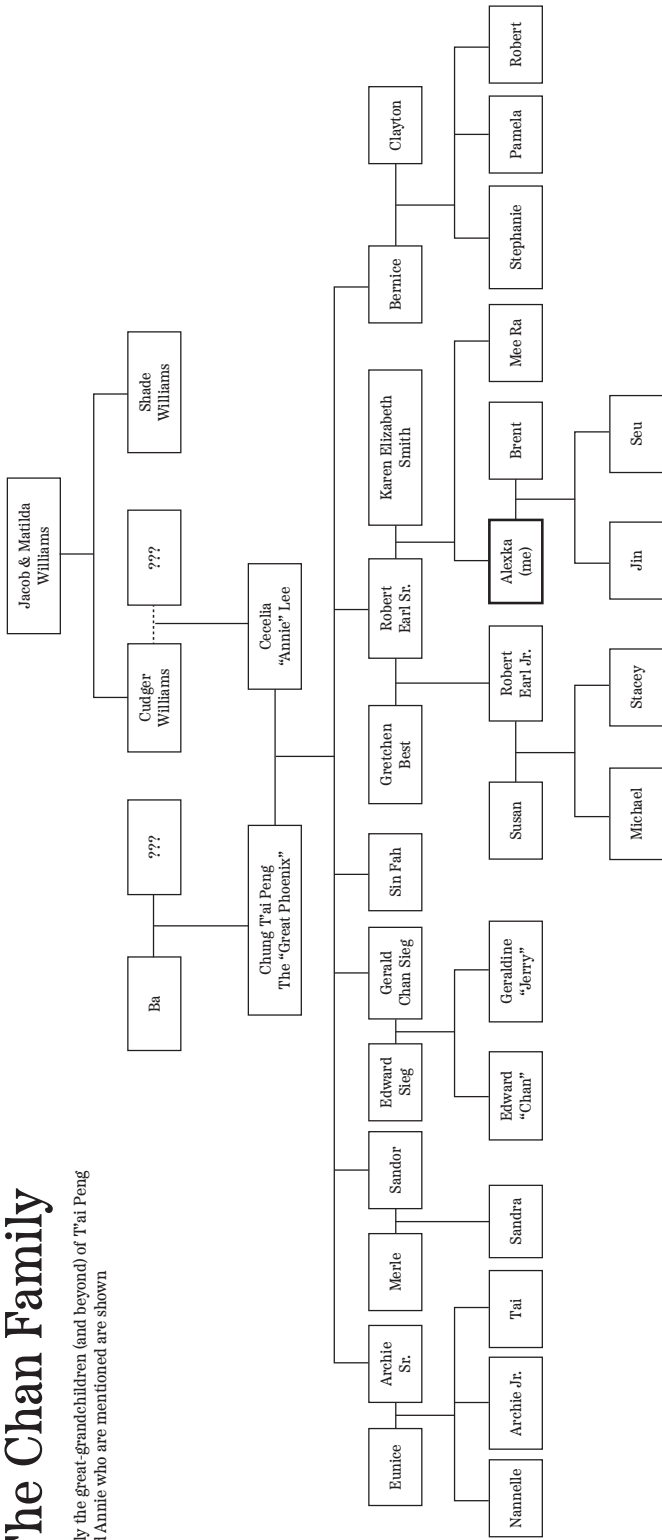 The Chan Family
ly the great-grandchildren (and beyond) of T'ai Peng
d Annie who are mentioned are shown
Jacob & Matilda
Williams
Ba
???
Cudger
Williams
???
Shade
Williams
Chung T'ai Peng
The “Great Phoenix”
Cecelia
“Annie” Lee
Eunice
Archie
Sr.
Merle
Sandor
Edward
Sieg
Gerald
Chan Sieg
Sin Fah
Gretchen
Best
Robert
Earl Sr.
Karen Elizabeth
Smith
Bernice
Clayton
Nannelle
Archie Jr.
Tai
Sandra
Edward
“Chan”
Geraldine
“Jerry”
Susan
Robert
Earl Jr.
Alexka
(me)
Brent
Mee Ra
Stephanie
Pamela
Robert
Michael
Stacey
Jin
Seu